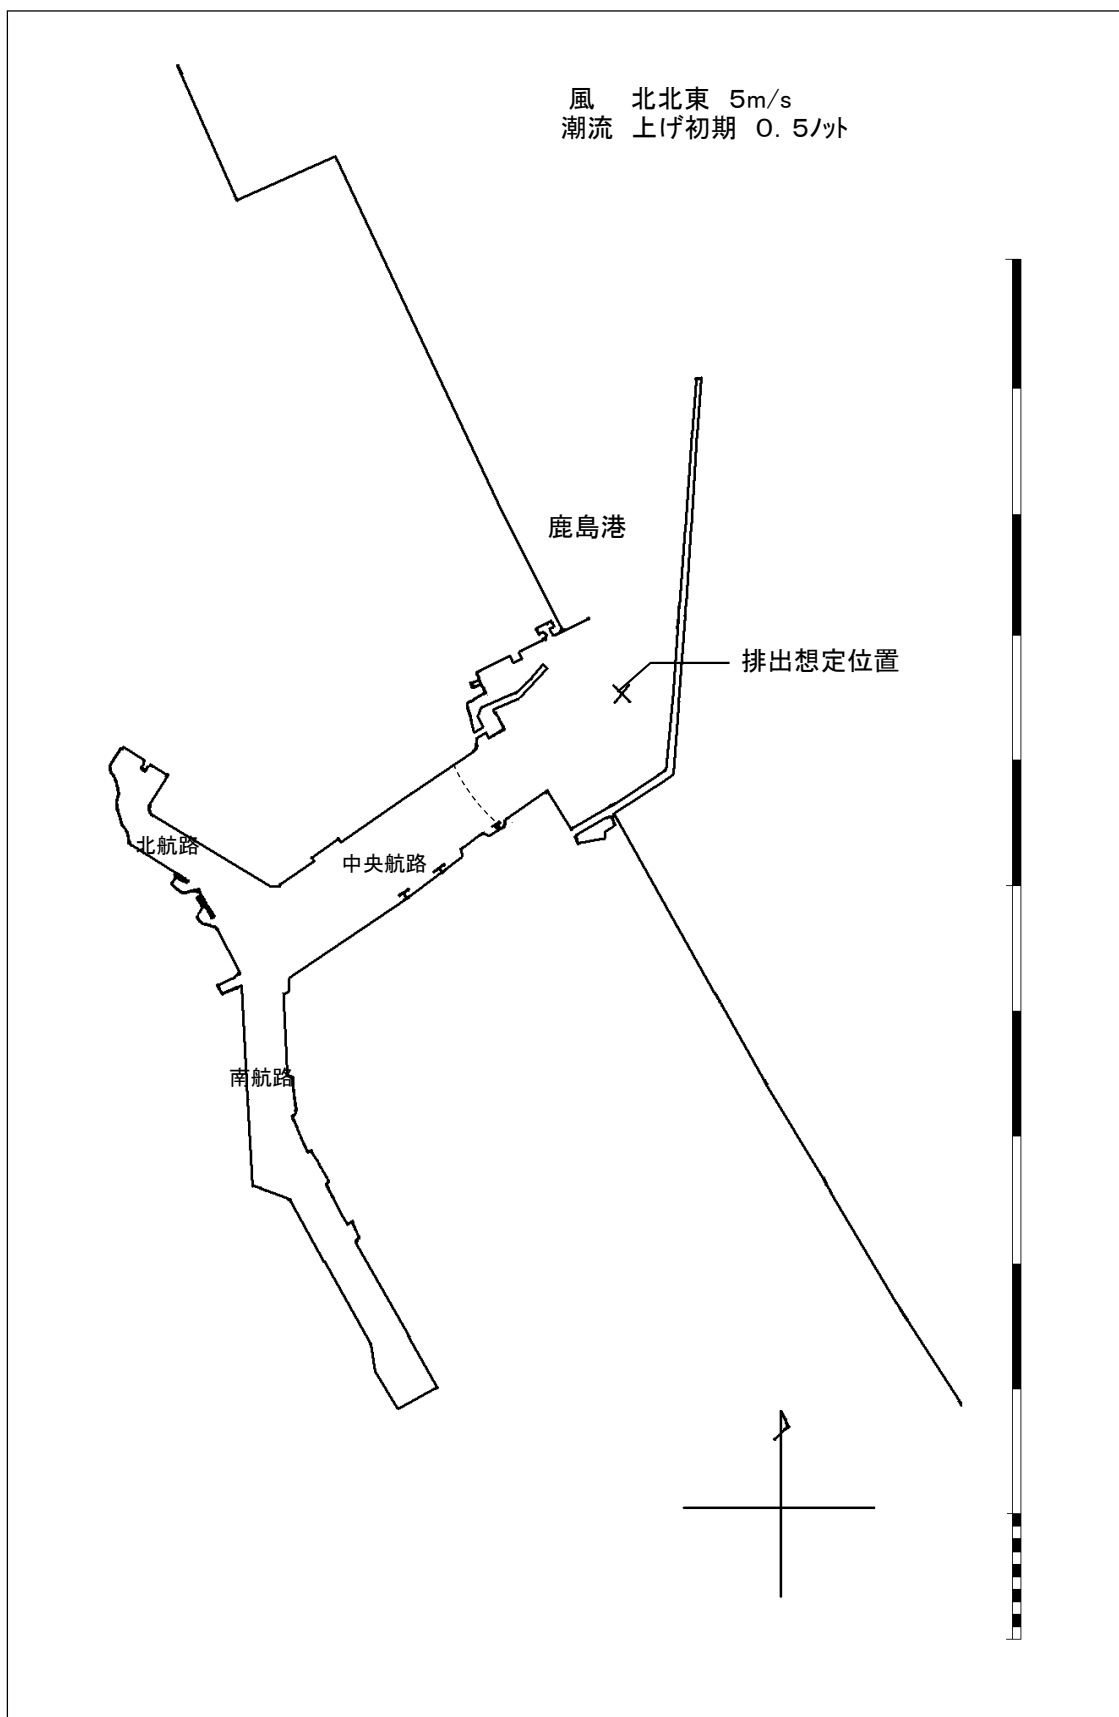 風 北北東 5m/s
潮流 上げ初期 0.5ノット
鹿島港
排出想定位置
北航路
中央航路
南航路